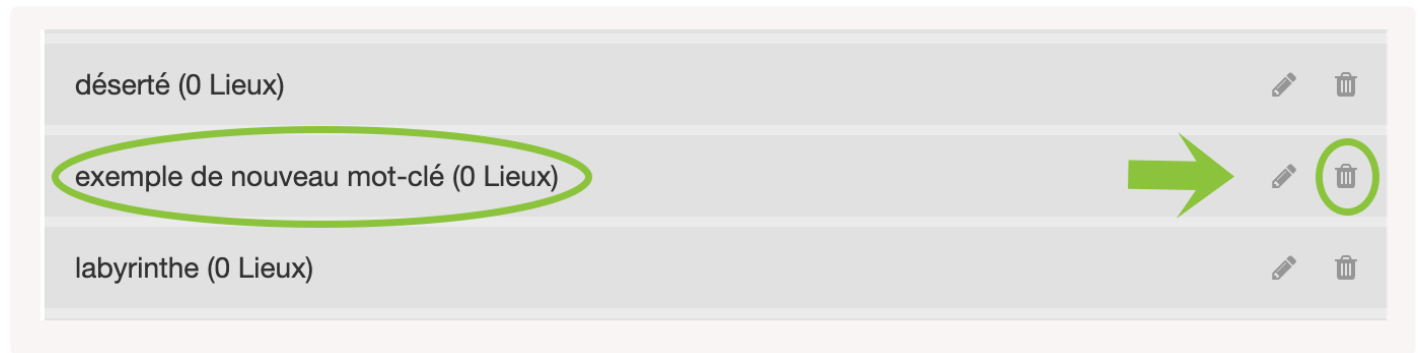 déserté (0 Lieux)
exemple de nouveau mot-clé (0 Lieux)
labyrinthe (0 Lieux)